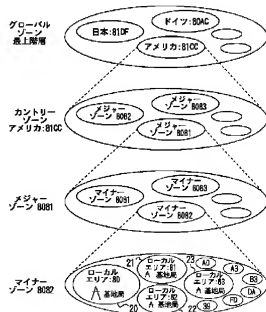 グローバル
ゾーン
最上階層
日本:81DF
ドイツ:80AC
アメリカ:81CC
カントリー
ゾーン
アメリカ:81CC
メジャー
ゾーン 8082
メジャー
ゾーン 8083
メジャー
ゾーン 8081
メジャー
ゾーン 8081
マイナー
ゾーン 8081
マイナー
ゾーン 8083
マイナー
ゾーン 8082
マイナー
ゾーン 8082
21
23
ローカル
エリア:80
基地局
ローカル
エリア:81
基地局
ローカル
エリア:82
基地局
ローカル
エリア:83
基地局
A0
A3
B3
DA
FD
99
20
22